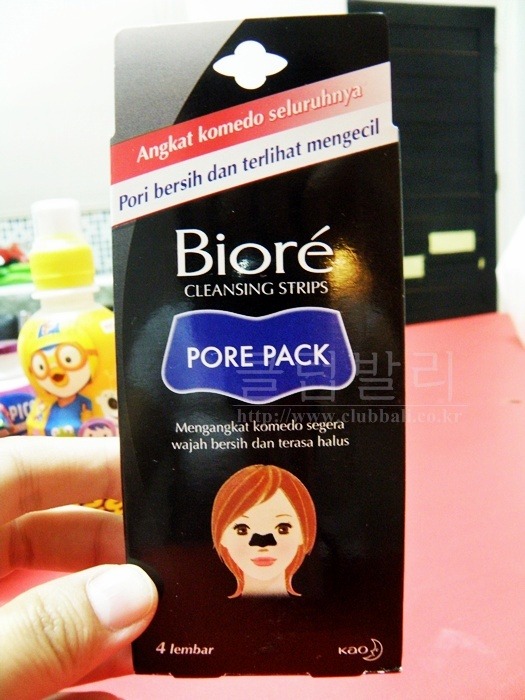 Angkat komedo seluruhnya
Pori bersih dan terlihat mengecil
Bioré
CLEANSING STRIPS
PORE PACK
클럽발리
http://www.clubbali.co.kr
Mengangkat komedo segera
wajah bersih dan terasa halus
4 lembar
Kao